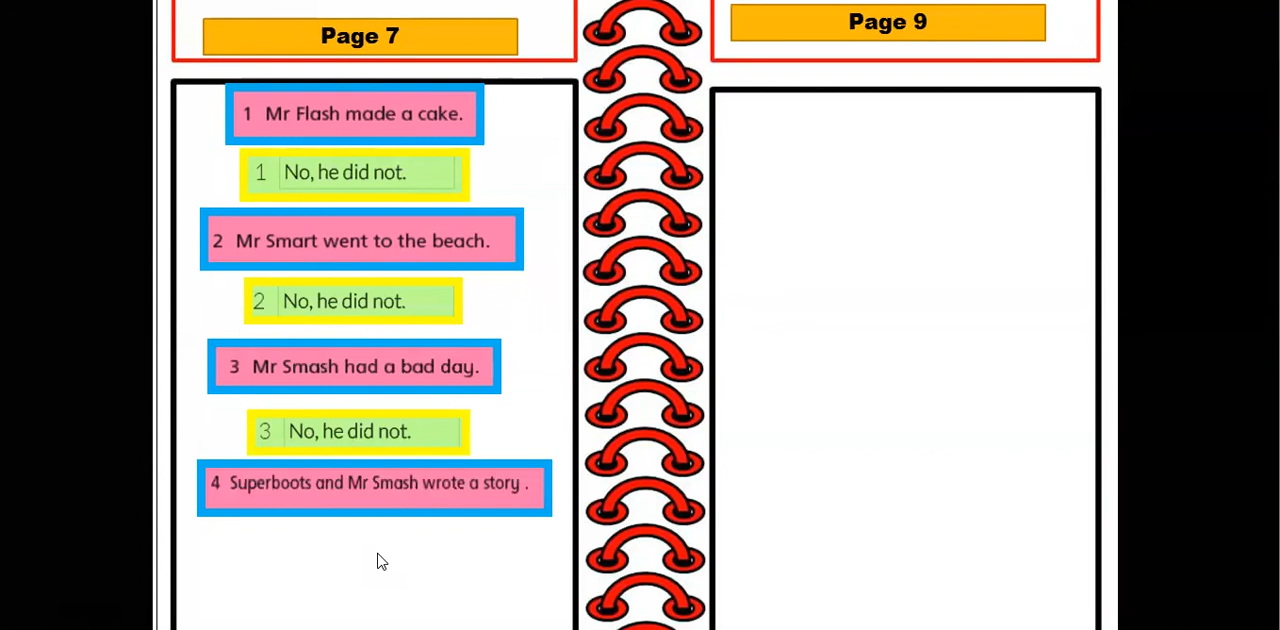 Page 7
1 Mr Flash made a cake.
1 No, he did not.
2 Mr Smart went to the beach.
2 No, he did not.
3 Mr Smash had a bad day.
3 No, he did not.
4 Superboots and Mr Smash wrote a story .
Page 9